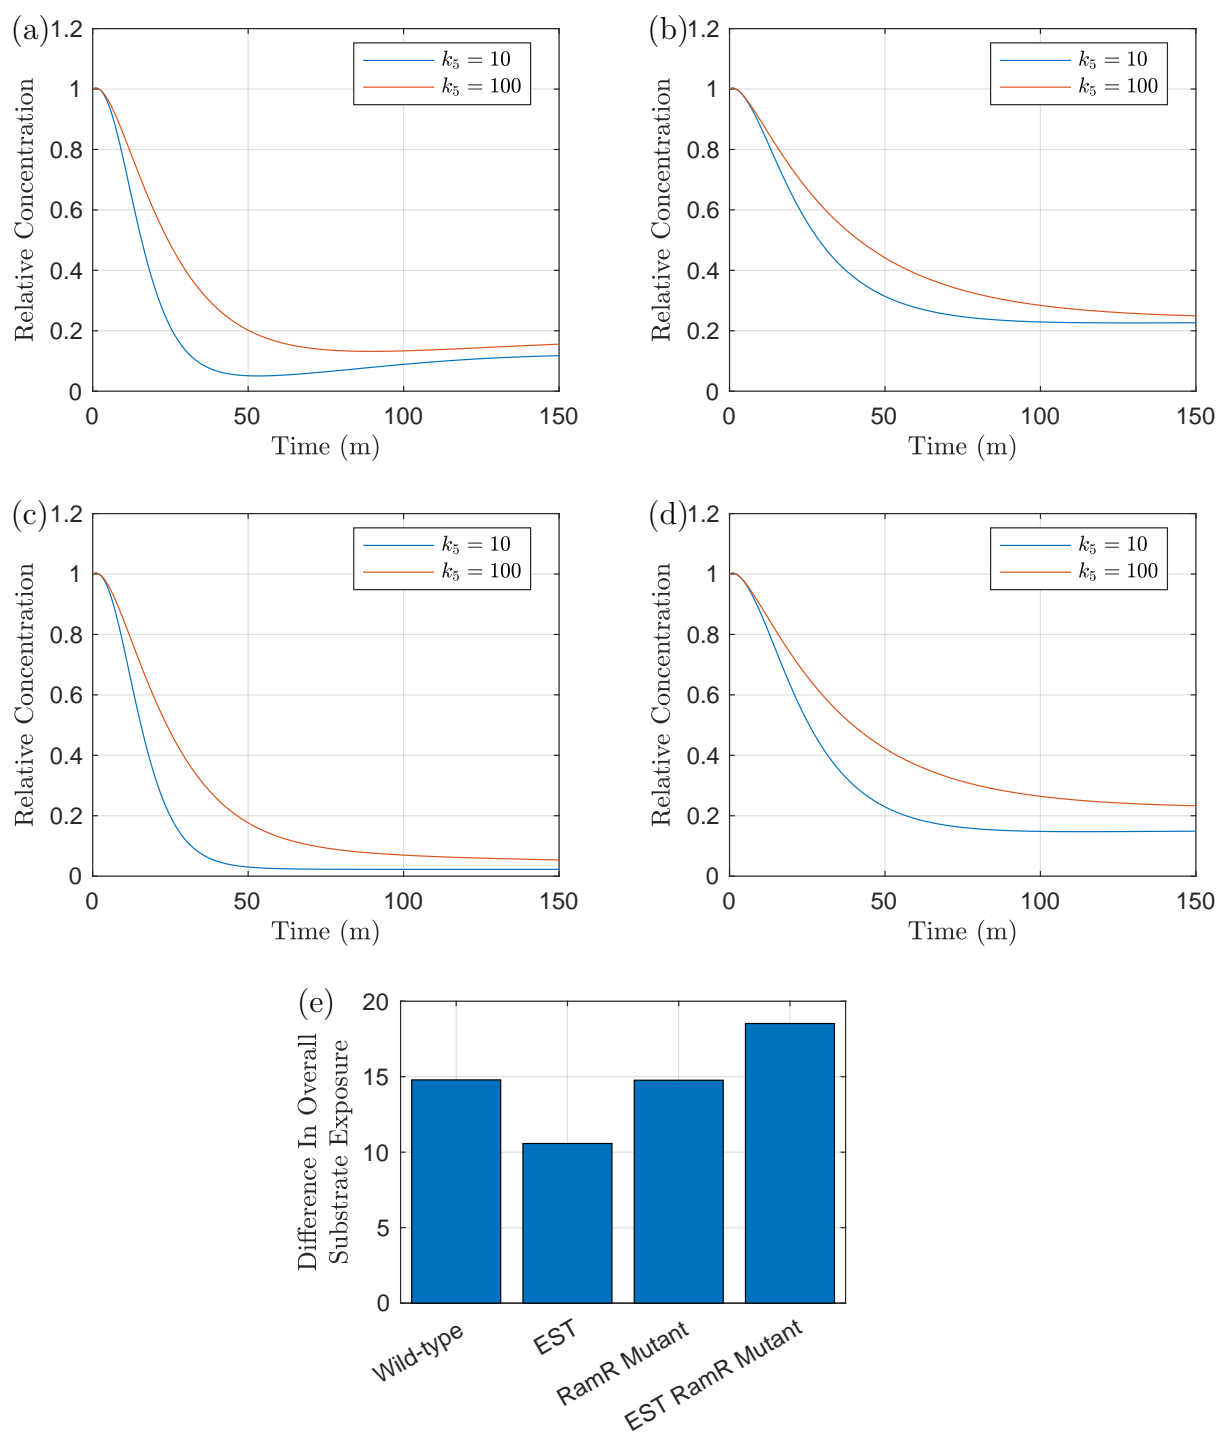 (a)
1.2
1
0.8
0.6
0.4
0.2
0
Relative Concentration
k₅ = 10
k₅ = 100
0 50 100 150
Time (m)
(b)
1.2
1
0.8
0.6
0.4
0.2
0
Relative Concentration
k₅ = 10
k₅ = 100
0 50 100 150
Time (m)
(c)
1.2
1
0.8
0.6
0.4
0.2
0
Relative Concentration
k₅ = 10
k₅ = 100
0 50 100 150
Time (m)
(d)
1.2
1
0.8
0.6
0.4
0.2
0
Relative Concentration
k₅ = 10
k₅ = 100
0 50 100 150
Time (m)
(e)
20
15
10
5
0
Difference In Overall
Substrate Exposure
Wild-type
EST
RamR Mutant
EST RamR Mutant